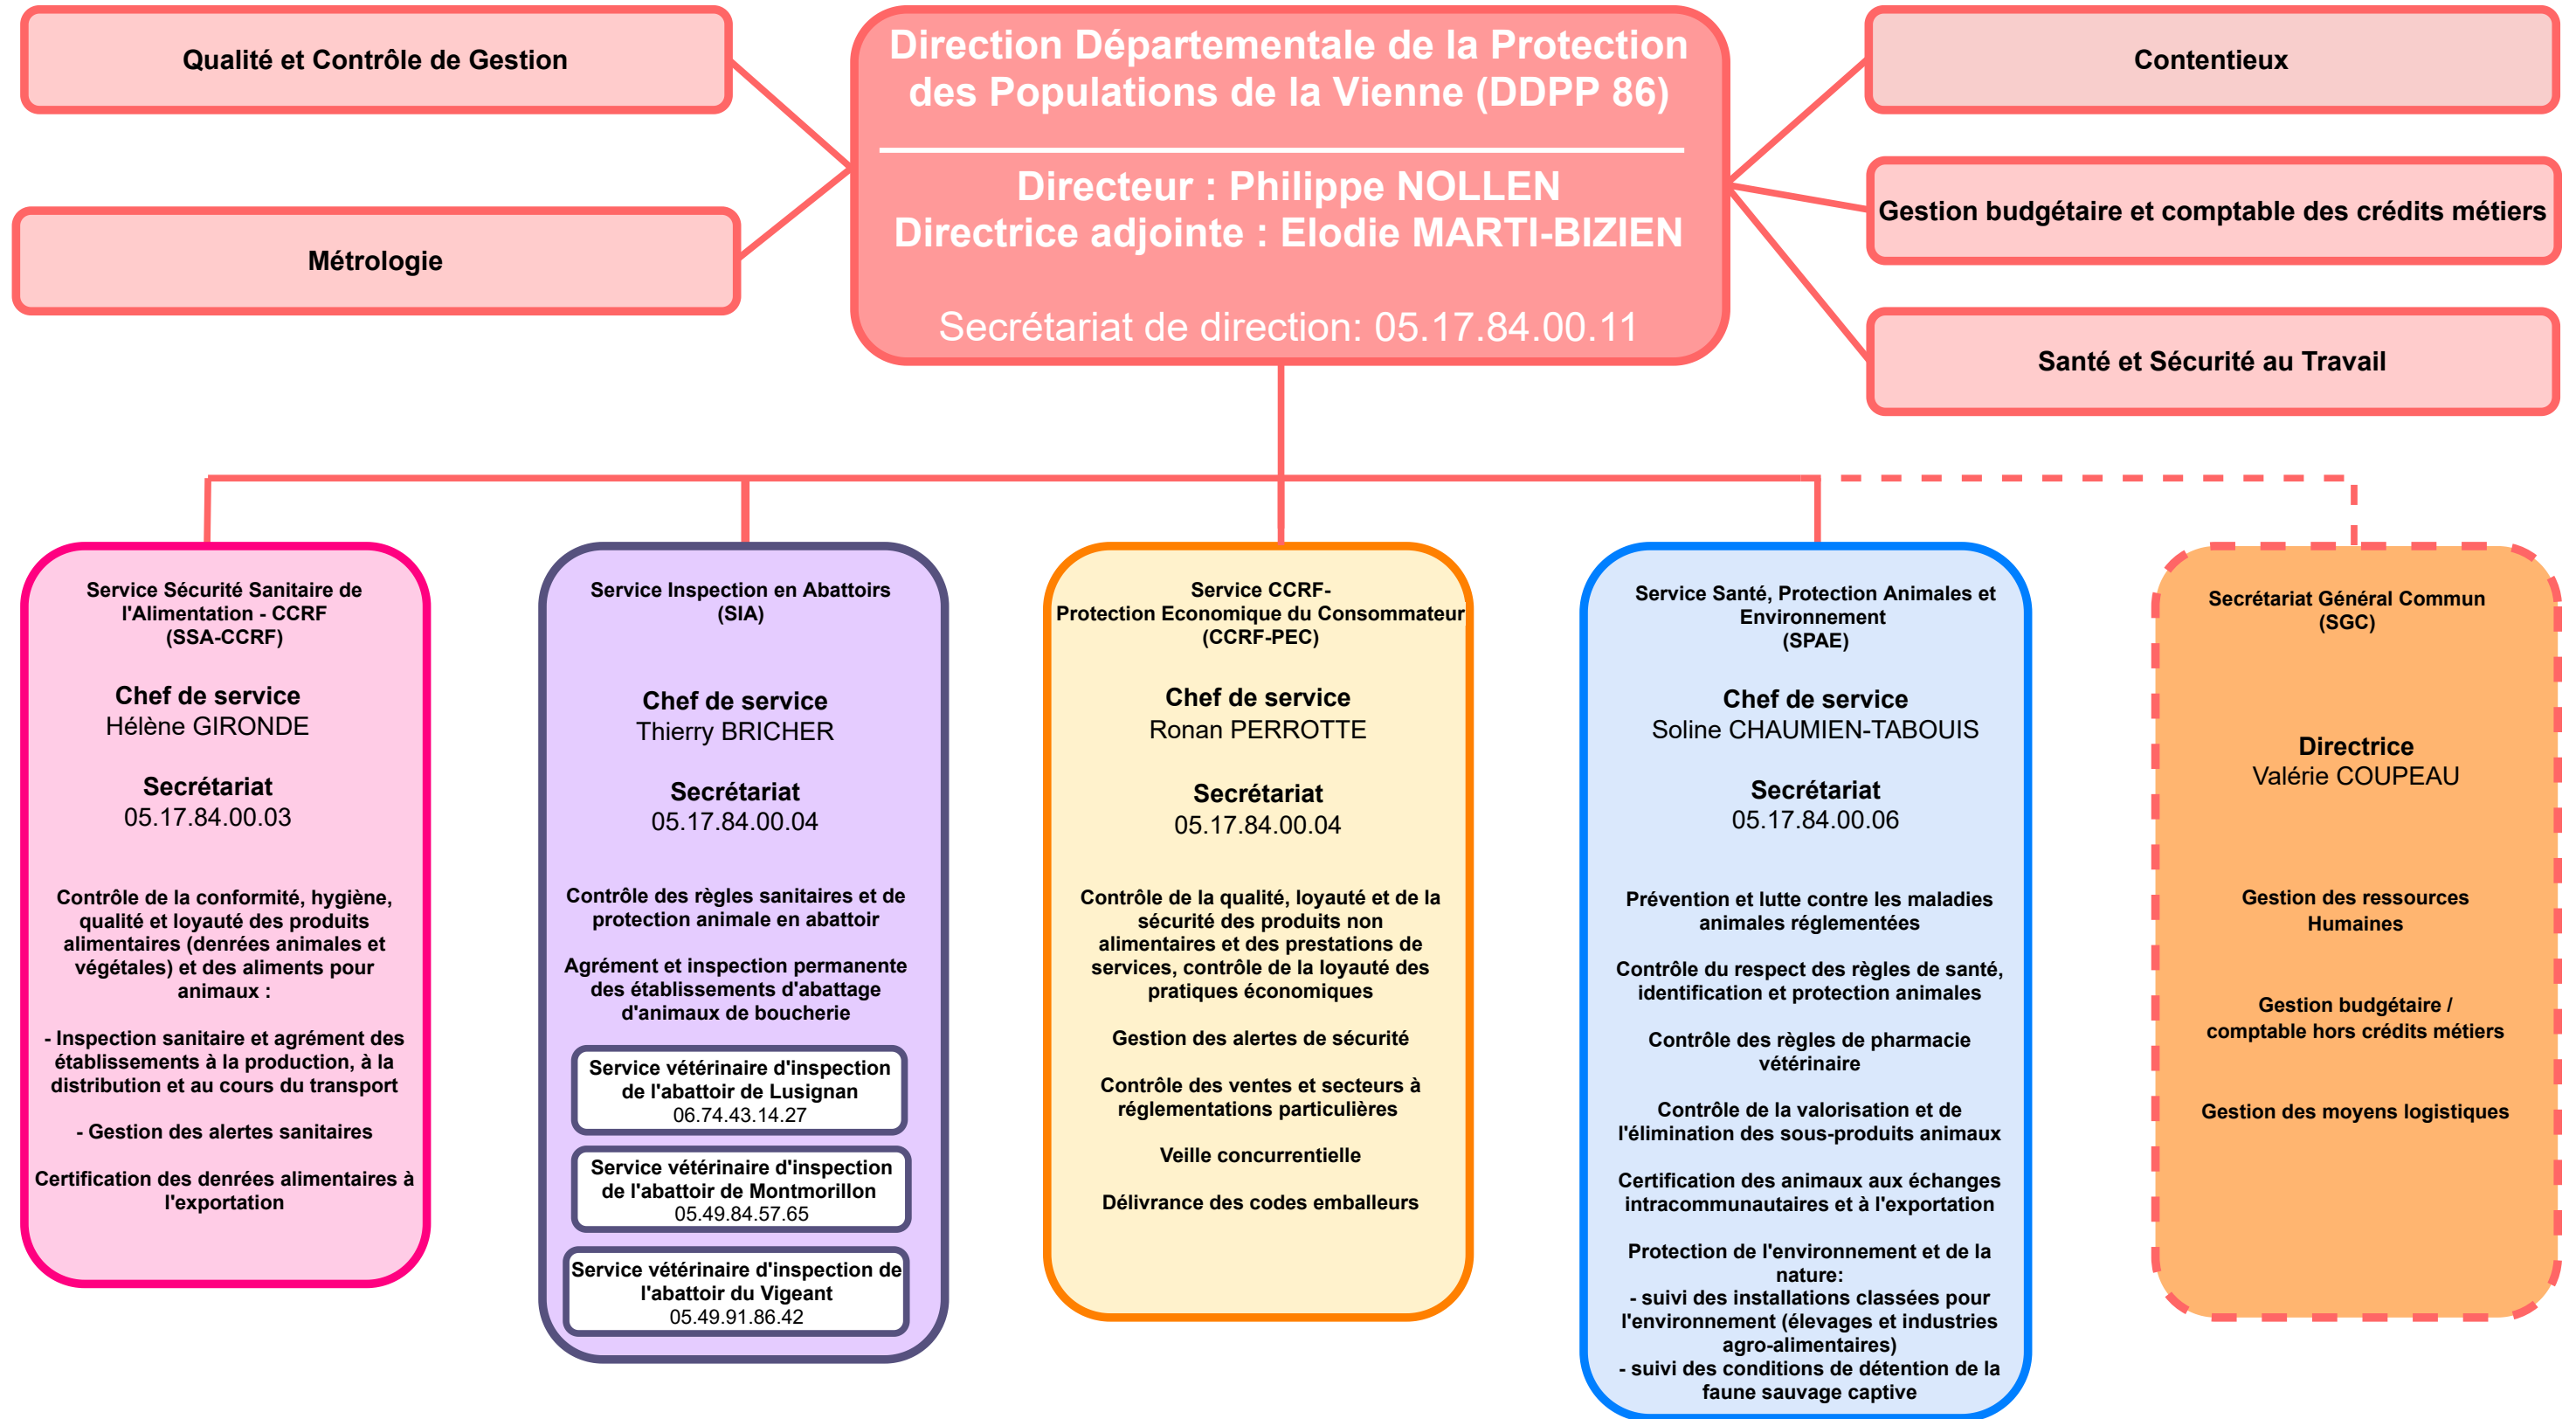 Qualité et Contrôle de Gestion
Métrologie
Direction Départementale de la Protection
des Populations de la Vienne (DDPP 86)
Directeur : Philippe NOLLEN
Directrice adjointe : Elodie MARTI-BIZIEN
Secrétariat de direction: 05.17.84.00.11
Contentieux
Gestion budgétaire et comptable des crédits métiers
Santé et Sécurité au Travail
Service Sécurité Sanitaire de
l'Alimentation - CCRF
(SSA-CCRF)
Chef de service
Hélène GIRONDE
Secrétariat
05.17.84.00.03
Contrôle de la conformité, hygiène,
qualité et loyauté des produits
alimentaires (denrées animales et
végétales) et des aliments pour
animaux :
- Inspection sanitaire et agrément des
établissements à la production, à la
distribution et au cours du transport
- Gestion des alertes sanitaires
Certification des denrées alimentaires à
l'exportation
Service Inspection en Abattoirs
(SIA)
Chef de service
Thierry BRICHER
Secrétariat
05.17.84.00.04
Contrôle des règles sanitaires et de
protection animale en abattoir
Agrément et inspection permanente
des établissements d'abattage
d'animaux de boucherie
Service vétérinaire d'inspection
de l'abattoir de Lusignan
06.74.43.14.27
Service vétérinaire d'inspection
de l'abattoir de Montmorillon
05.49.84.57.65
Service vétérinaire d'inspection de
l'abattoir du Vigeant
05.49.91.86.42
Service CCRF-
Protection Economique du Consommateur
(CCRF-PEC)
Chef de service
Ronan PERROTTE
Secrétariat
05.17.84.00.04
Contrôle de la qualité, loyauté et de la
sécurité des produits non
alimentaires et des prestations de
services, contrôle de la loyauté des
pratiques économiques
Gestion des alertes de sécurité
Contrôle des ventes et secteurs à
réglementations particulières
Veille concurrentielle
Délivrance des codes emballeurs
Service Santé, Protection Animales et
Environnement
(SPAE)
Chef de service
Soline CHAUMIEN-TABOUIS
Secrétariat
05.17.84.00.06
Prévention et lutte contre les maladies
animales réglementées
Contrôle du respect des règles de santé,
identification et protection animales
Contrôle des règles de pharmacie
vétérinaire
Contrôle de la valorisation et de
l'élimination des sous-produits animaux
Certification des animaux aux échanges
intracommunautaires et à l'exportation
Protection de l'environnement et de la
nature:
- suivi des installations classées pour
l'environnement (élevages et industries
agro-alimentaires)
- suivi des conditions de détention de la
faune sauvage captive
Secrétariat Général Commun
(SGC)
Directrice
Valérie COUPEAU
Gestion des ressources
Humaines
Gestion budgétaire /
comptable hors crédits métiers
Gestion des moyens logistiques